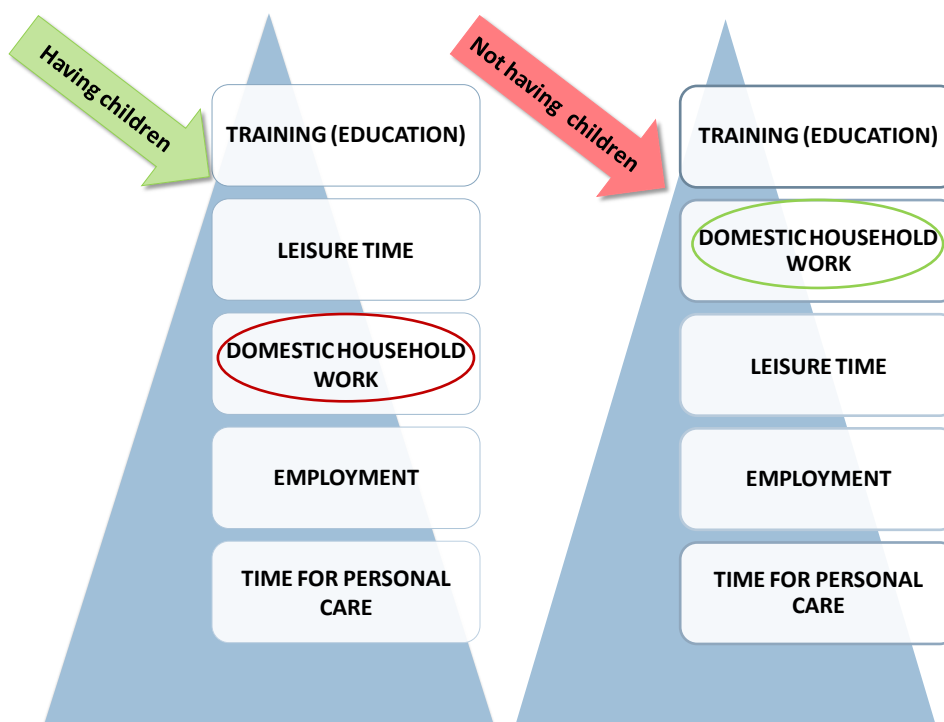 Having children
TRAINING (EDUCATION)
LEISURE TIME
DOMESTIC HOUSEHOLD
WORK
EMPLOYMENT
TIME FOR PERSONAL
CARE
Not having children
TRAINING (EDUCATION)
DOMESTIC HOUSEHOLD
WORK
LEISURE TIME
EMPLOYMENT
TIME FOR PERSONAL
CARE